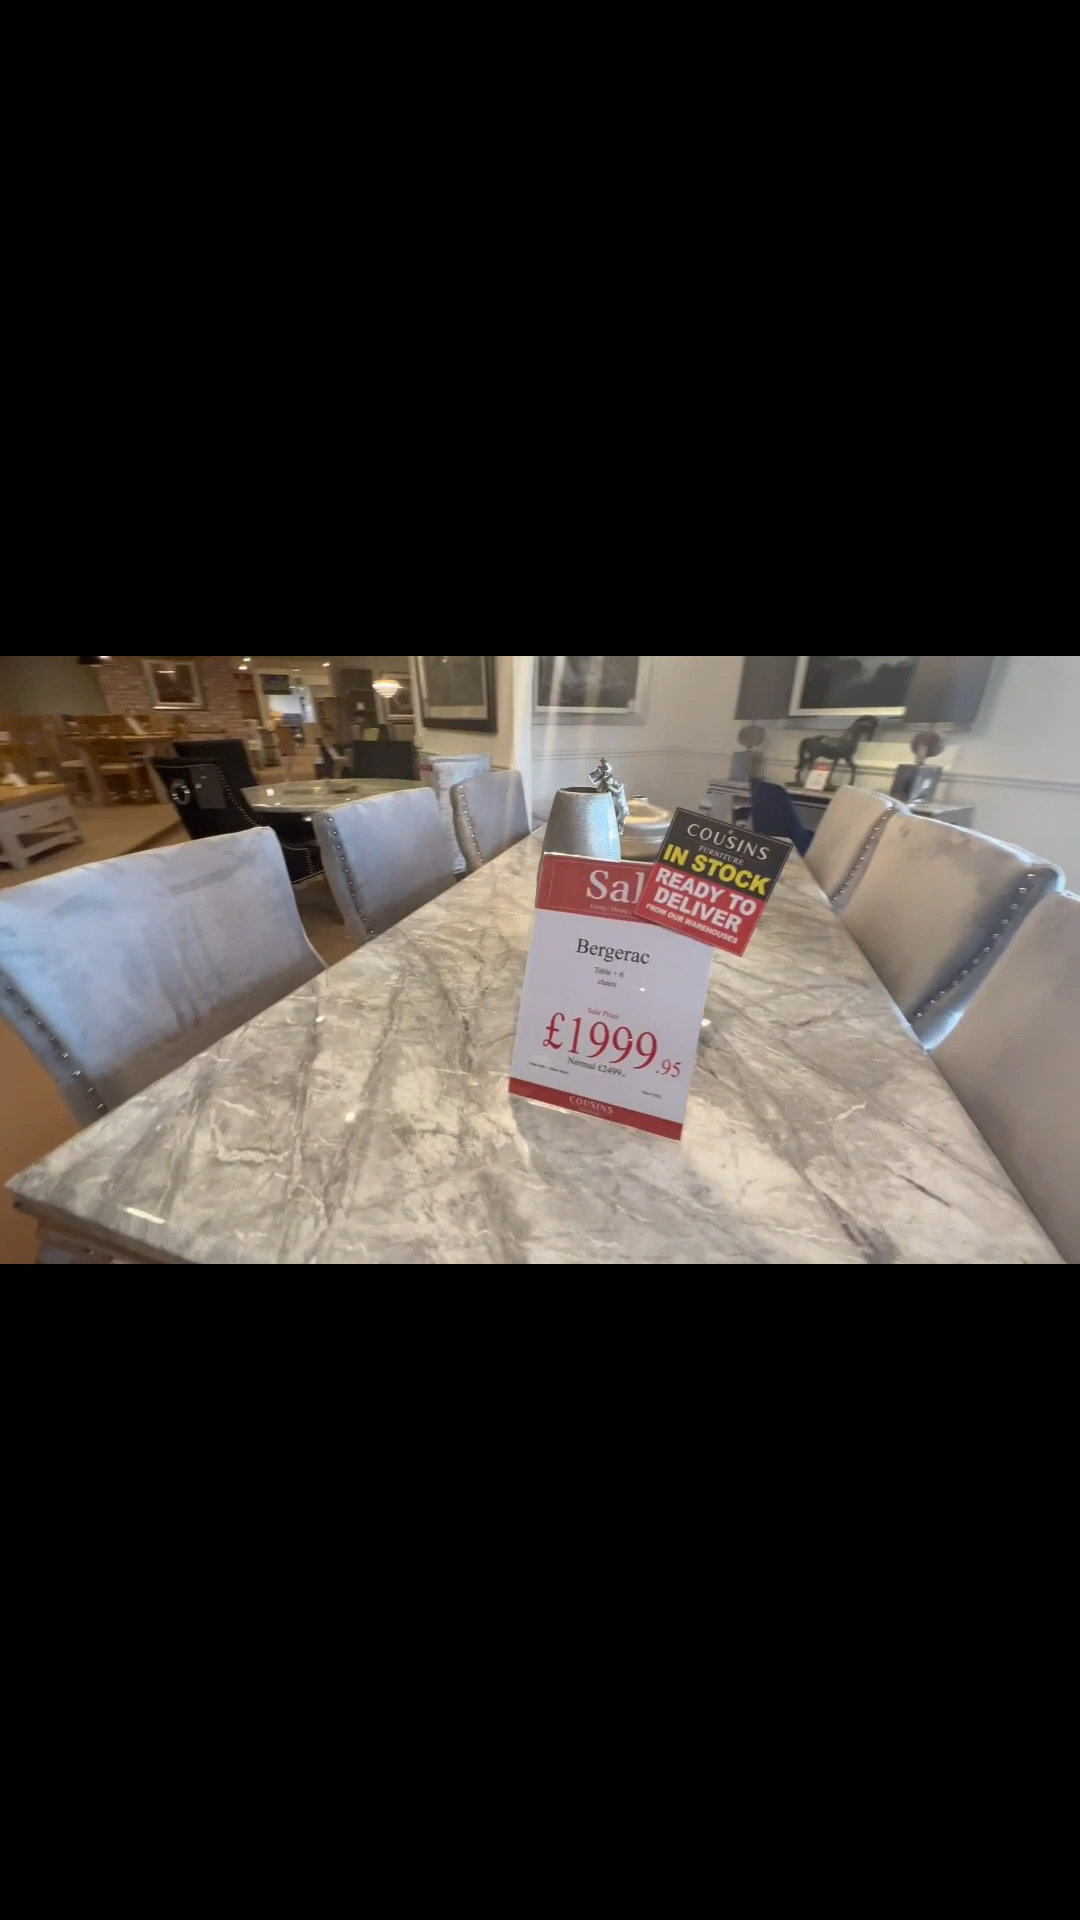 COUSINS
FURNITURE
IN STOCK
READY TO
DELIVER
FROM OUR WAREHOUSES
Sal
Bergerac
Table + 6
chairs
Sale Price
£1999.95
Normal £2499
COUSINS